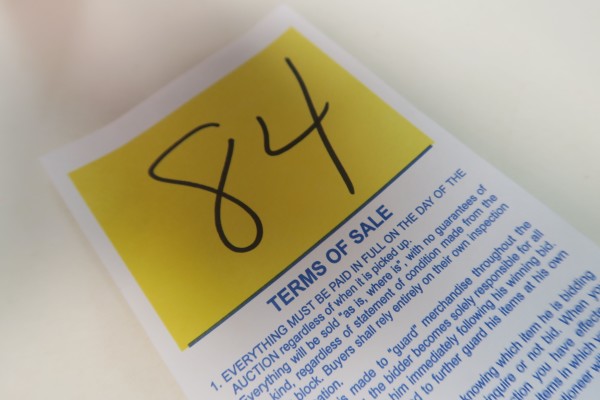 84
TERMS OF SALE
1. EVERYTHING MUST BE PAID IN FULL ON THE DAY OF THE
AUCTION regardless of when it is picked up.
Everything will be sold "as is, where is", with no guarantees of
kind, regardless of statement of condition made from the
block. Buyers shall rely entirely on their own inspection
is made to "guard" merchandise throughout the
the bidder becomes solely responsible for all
him immediately following his winning bid.
to further guard his items at his own
knowing which item he is bidding
inquire or not bid. When you
you have
items in which